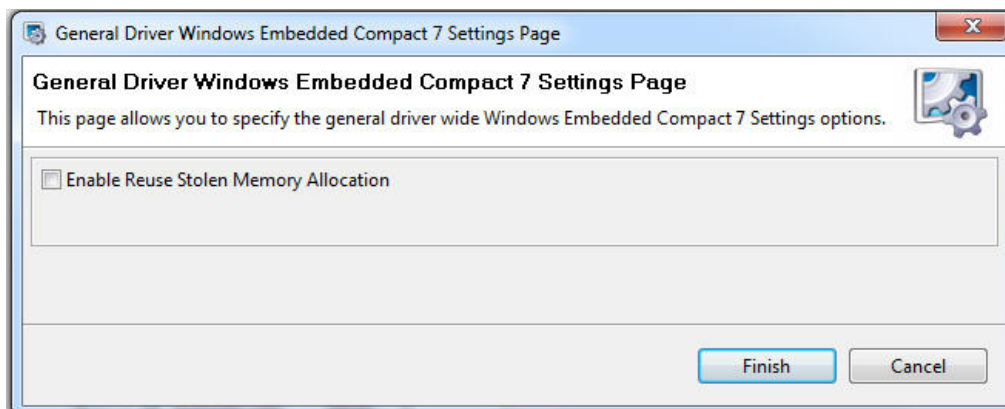 General Driver Windows Embedded Compact 7 Settings Page
General Driver Windows Embedded Compact 7 Settings Page
This page allows you to specify the general driver wide Windows Embedded Compact 7 Settings options.
Enable Reuse Stolen Memory Allocation
Finish Cancel